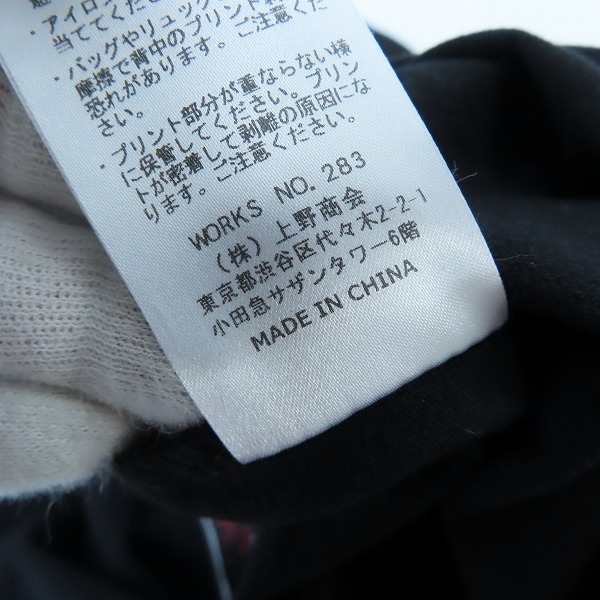 ・アイロ
当ててくださ
・バッグやリュック
摩擦で背中のプリント剥
恐れがあります。ご注意くださ
さい。
・プリント部分が重ならない様
に保管してください。プリン
トが密着して剥離の原因にな
ります。ご注意ください。
WORKS NO. 283
（株）上野商会
東京都渋谷区代々木2-2-1
小田急サザンタワー6階
MADE IN CHINA